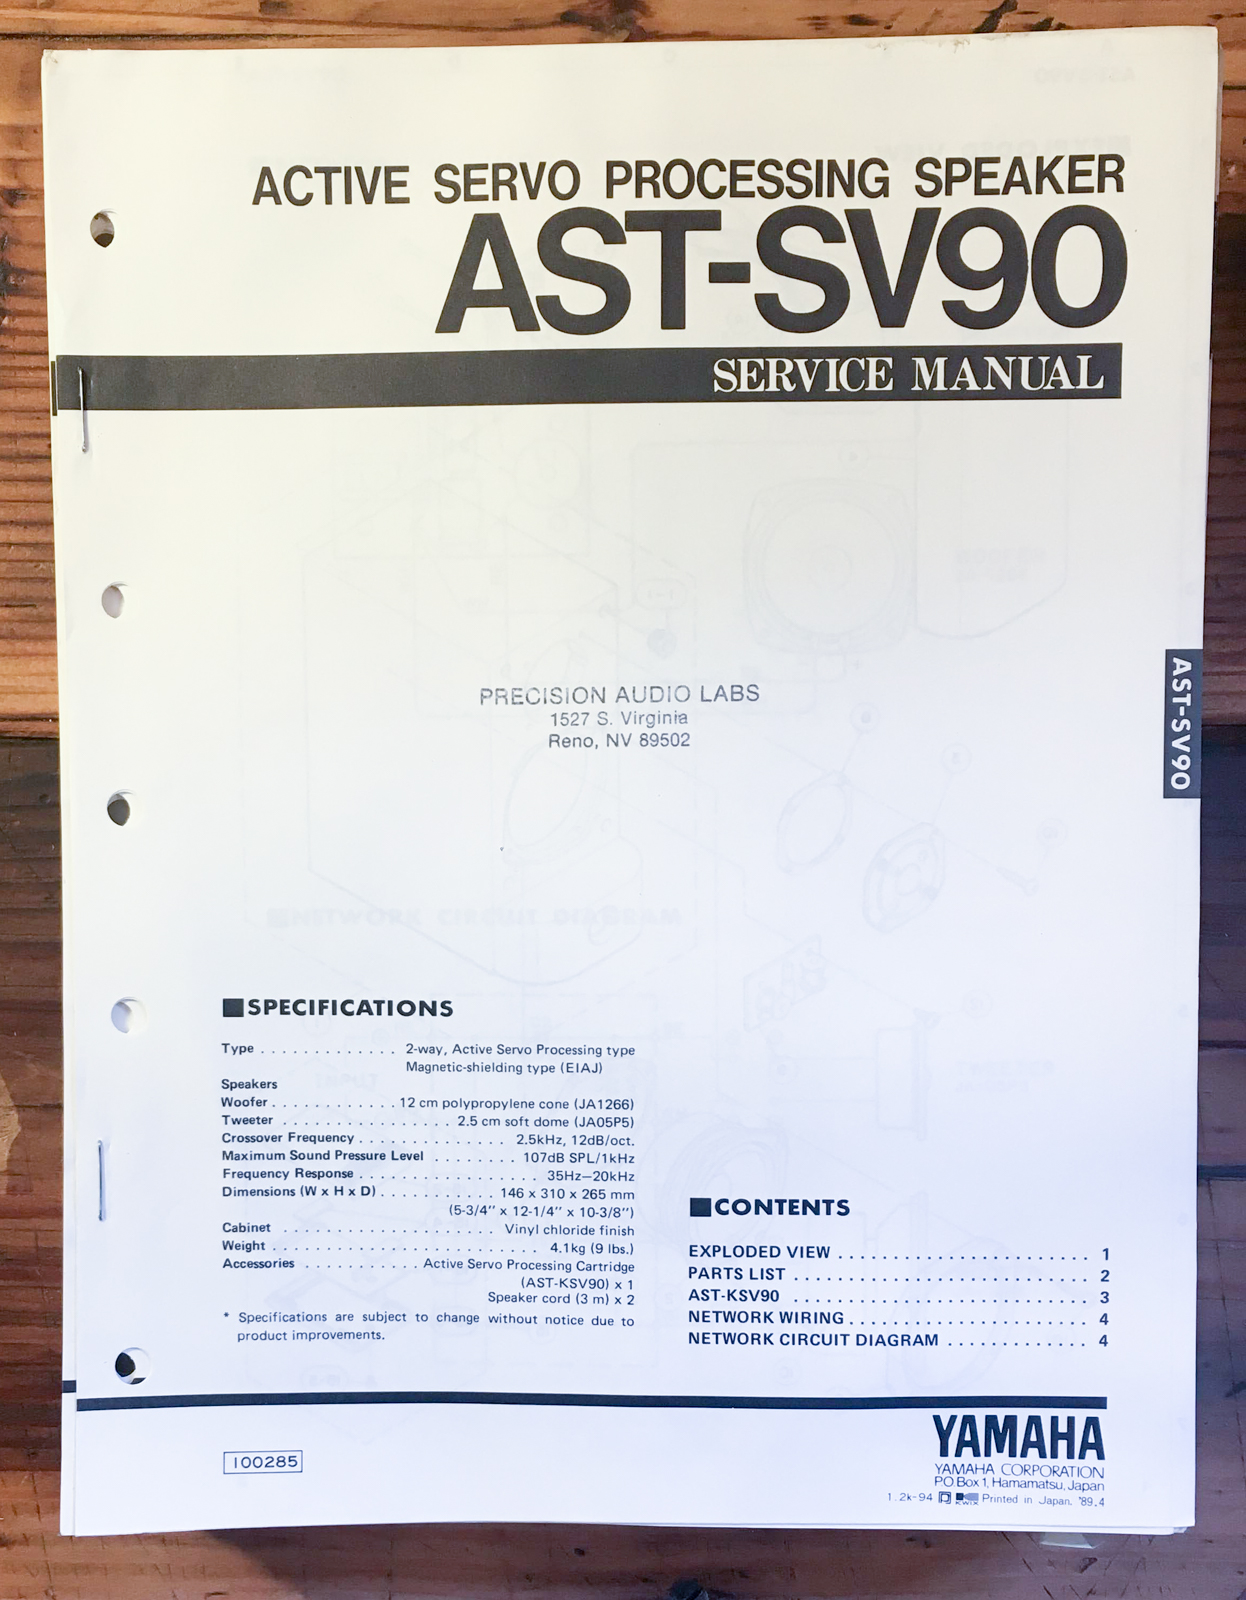 ACTIVE SERVO PROCESSING SPEAKER
AST-SV90
SERVICE MANUAL
PRECISION AUDIO LABS
1527 S. Virginia
Reno, NV 89502
AST-SV90
■SPECIFICATIONS
Type . . . . . . . . . . . . . 2-way, Active Servo Processing type
Magnetic-shielding type (EIAJ)
Speakers
Woofer . . . . . . . . . . . . 12 cm polypropylene cone (JA1266)
Tweeter . . . . . . . . . . . . . . . . 2.5 cm soft dome (JA05P5)
Crossover Frequency . . . . . . . . . . . . . . 2.5kHz, 12dB/oct.
Maximum Sound Pressure Level . . . . . . . . 107dB SPL/1kHz
Frequency Response . . . . . . . . . . . . . . . . . 35Hz–20kHz
Dimensions (W x H x D) . . . . . . . . . . . 146 x 310 x 265 mm
(5-3/4" x 12-1/4" x 10-3/8")
Cabinet . . . . . . . . . . . . . . . . . . . . Vinyl chloride finish
Weight . . . . . . . . . . . . . . . . . . . . . . . . . 4.1kg (9 lbs.)
Accessories . . . . . . . . . . . Active Servo Processing Cartridge
(AST-KSV90) x 1
Speaker cord (3 m) x 2
* Specifications are subject to change without notice due to
product improvements.
■CONTENTS
EXPLODED VIEW . . . . . . . . . . . . . . . . . . . . . . . . 1
PARTS LIST . . . . . . . . . . . . . . . . . . . . . . . . . . . . 2
AST-KSV90 . . . . . . . . . . . . . . . . . . . . . . . . . . . . 3
NETWORK WIRING . . . . . . . . . . . . . . . . . . . . . . . 4
NETWORK CIRCUIT DIAGRAM . . . . . . . . . . . . . 4
100285
YAMAHA
YAMAHA CORPORATION
P.O.Box 1, Hamamatsu, Japan
1.2k-94 KWIX Printed in Japan. '89.4